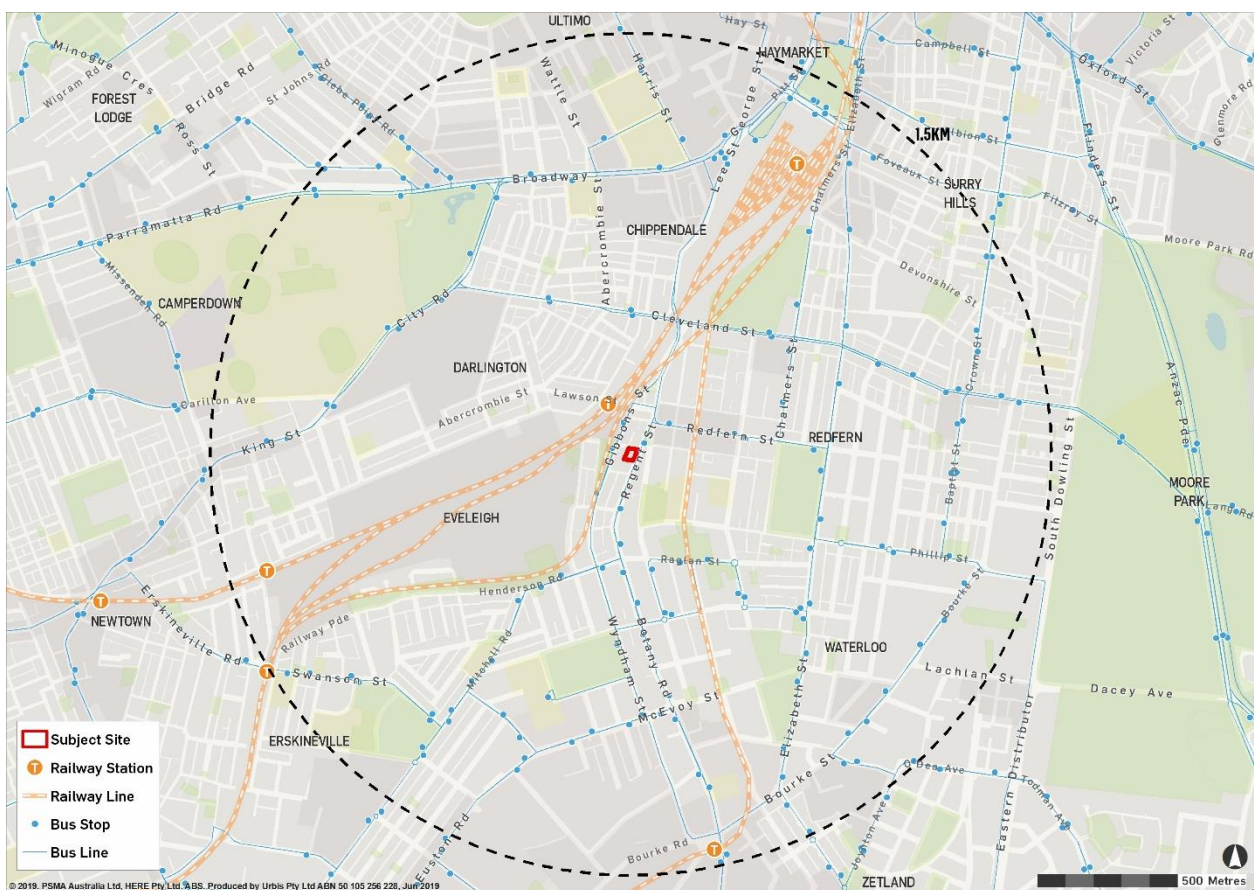 ULTIMO
Hay St
HAYMARKET
Campbell St
Victoria St
Oxford St
Glenmore Rd
Minogue Cres
Wigram Rd
Bridge Rd
FOREST
LODGE
St Johns Rd
Glebe Point Rd
Ross St
Wattle St
Harris St
Pitt St
George St
Lee St
Elizabeth St
Chalmers St
1.5KM
Albion St
Foveaux St
Flinders St
SURRY
HILLS
Fitzroy St
Moore Park Rd
T
Broadway
Parramatta Rd
Abercrombie St
CHIPPENDALE
Devonshire St
Missenden Rd
CAMPERDOWN
City Rd
Cleveland St
Crown St
Anzac Pde
Chalmers St
DARLINGTON
Lawson St
T
Abercrombie St
Carillon Ave
King St
Gibbons St
Regent St
Redfern St
REDFERN
Baptist St
South Dowling St
MOORE
PARK
Lang Rd
EVELEIGH
Raglan St
Phillip St
Henderson Rd
Bourke St
T
T
NEWTOWN
Erskineville Rd
Railway Pde
Mitchell Rd
Wyndham St
Botany Rd
WATERLOO
Lachlan St
Dacey Ave
T
Swanson St
McEvoy St
Elizabeth St
ERSKINEVILLE
Eastern Distributor
Bourke St
O Dea Ave
Todman Ave
Joynton Ave
Euston Rd
Bourke Rd
T
ZETLAND
Subject Site
T Railway Station
Railway Line
Bus Stop
Bus Line
500 Metres
© 2019. PSMA Australia Ltd, HERE Pty Ltd. ABS. Produced by Urbis Pty Ltd ABN 50 105 256 228, Jun 2019